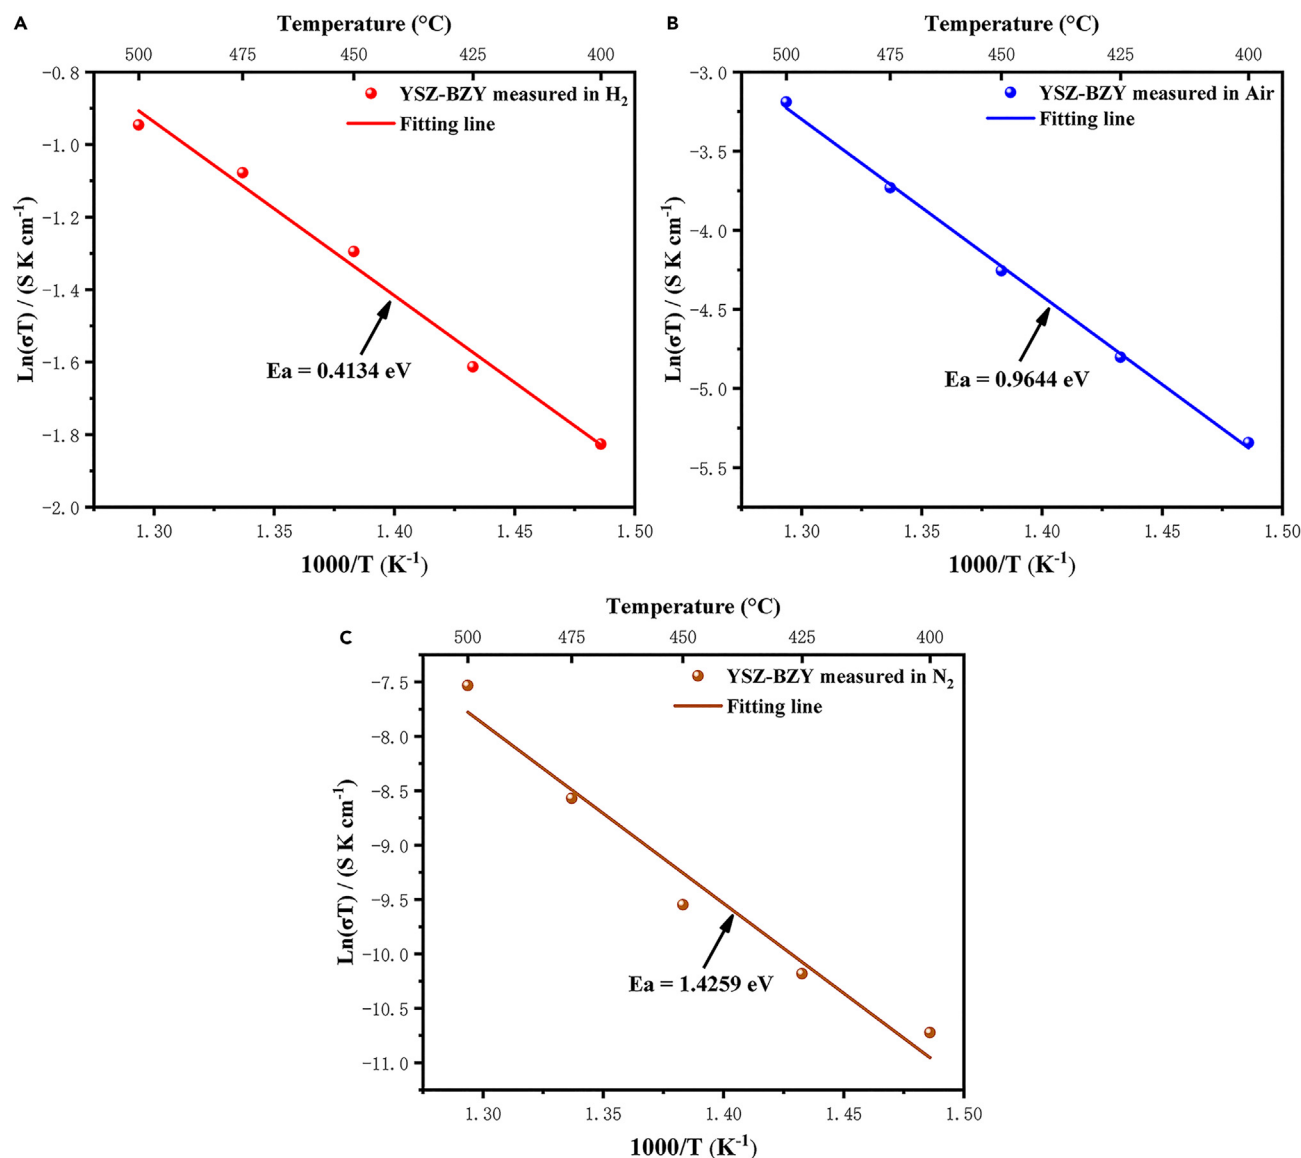 A
Temperature (°C)
500 475 450 425 400
YSZ-BZY measured in H₂
Fitting line
Ea = 0.4134 eV
Ln(σT) / (S K cm⁻¹)
-0.8
-1.0
-1.2
-1.4
-1.6
-1.8
-2.0
1.30 1.35 1.40 1.45 1.50
1000/T (K⁻¹)
B
Temperature (°C)
500 475 450 425 400
YSZ-BZY measured in Air
Fitting line
Ea = 0.9644 eV
Ln(σT) / (S K cm⁻¹)
-3.0
-3.5
-4.0
-4.5
-5.0
-5.5
1.30 1.35 1.40 1.45 1.50
1000/T (K⁻¹)
C
Temperature (°C)
500 475 450 425 400
YSZ-BZY measured in N₂
Fitting line
Ea = 1.4259 eV
Ln(σT) / (S K cm⁻¹)
-7.5
-8.0
-8.5
-9.0
-9.5
-10.0
-10.5
-11.0
1.30 1.35 1.40 1.45 1.50
1000/T (K⁻¹)